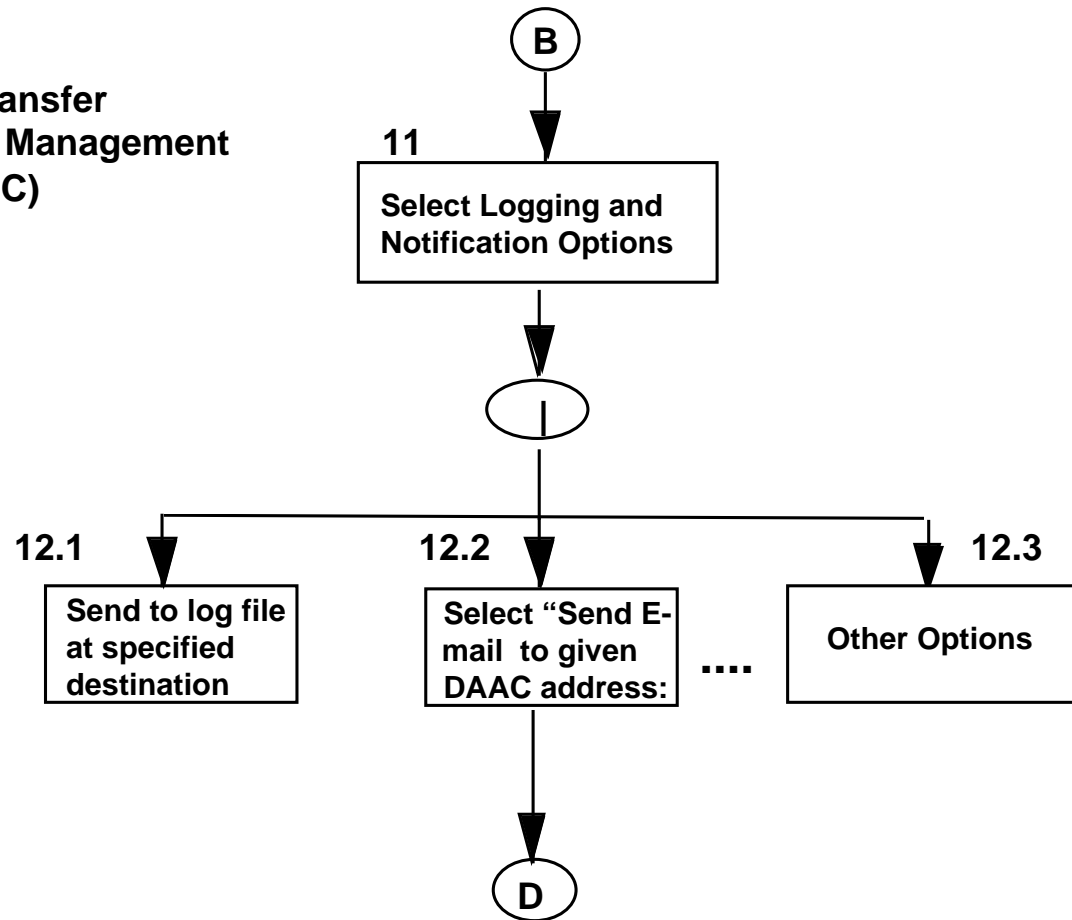 B
ansfer
Management
C)
11
Select Logging and
Notification Options
I
12.1
12.2
12.3
Send to log file
at specified
destination
Select “Send E-
mail to given
DAAC address:
....
Other Options
D